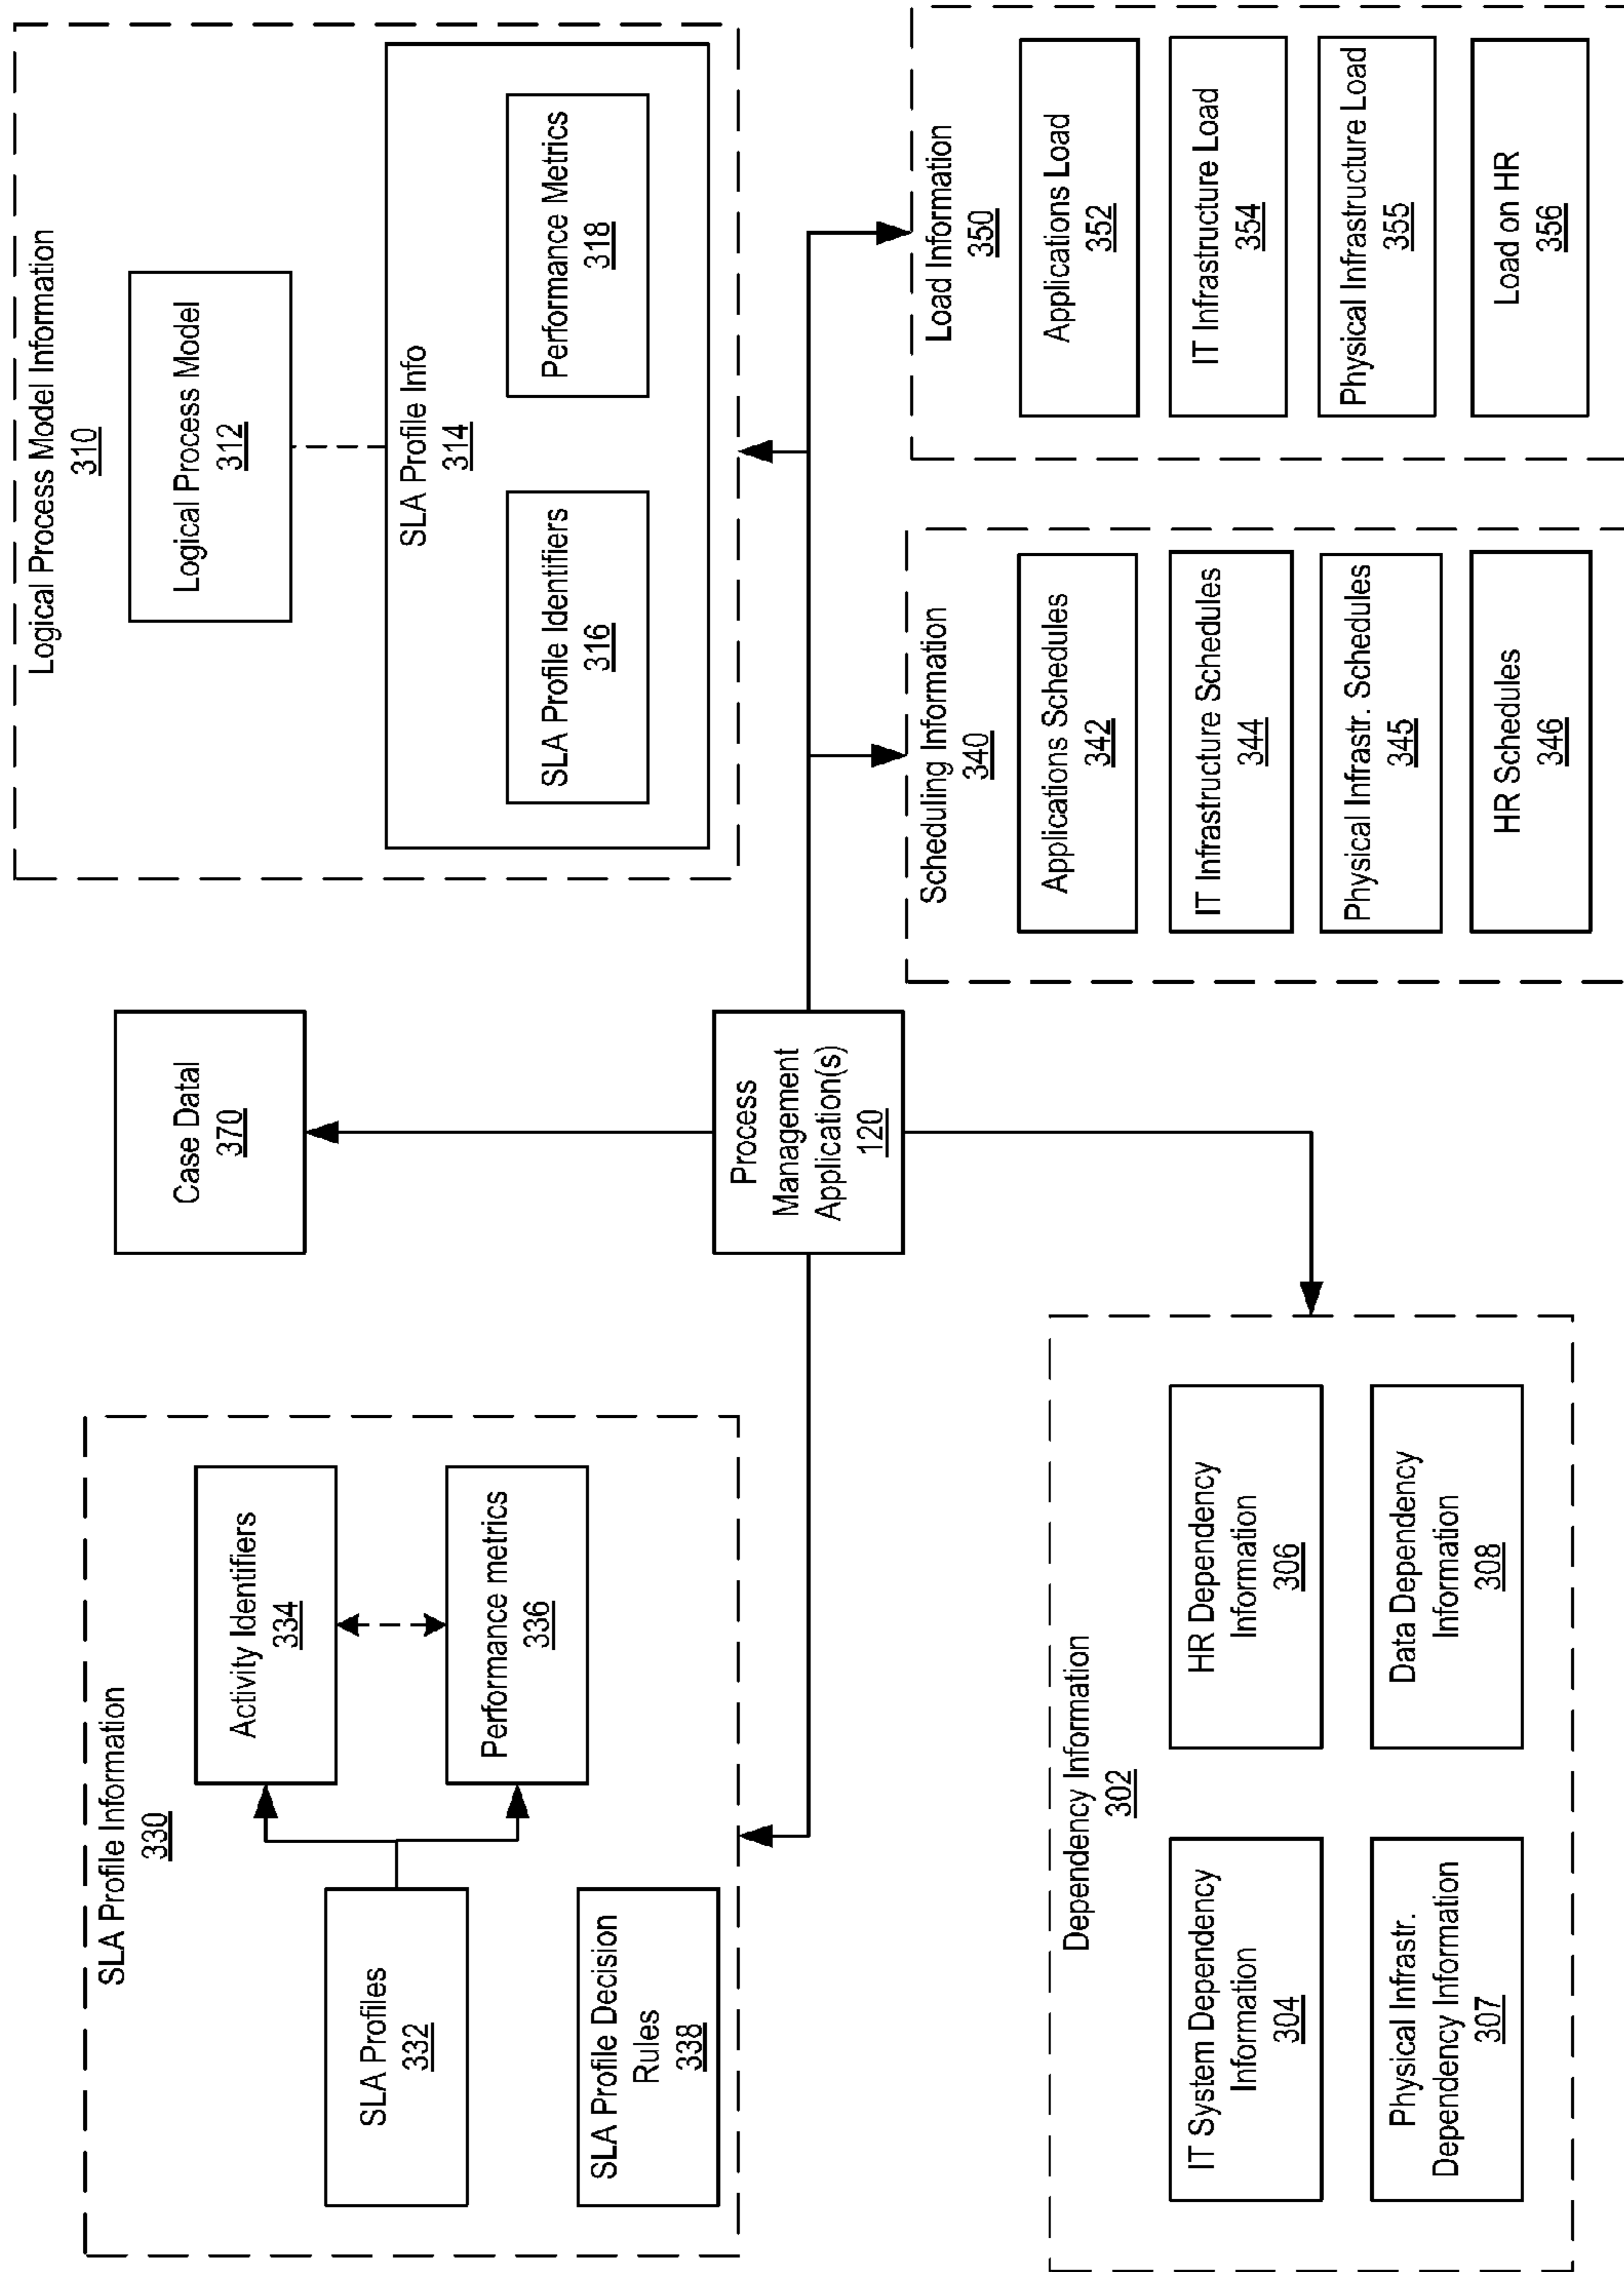 SLA Profile Information
330
SLA Profiles
332
Activity Identifiers
334
Performance metrics
336
SLA Profile Decision
Rules
338
Case Datal
370
Logical Process Model Information
310
Logical Process Model
312
SLA Profile Info
314
SLA Profile Identifiers
316
Performance Metrics
318
Process
Management
Application(s)
120
Dependency Information
302
IT System Dependency
Information
304
HR Dependency
Information
306
Physical Infrastr.
Dependency Information
307
Data Dependency
Information
308
Scheduling Information
340
Applications Schedules
342
IT Infrastructure Schedules
344
Physical Infrastr. Schedules
345
HR Schedules
346
Load Information
350
Applications Load
352
IT Infrastructure Load
354
Physical Infrastructure Load
355
Load on HR
356